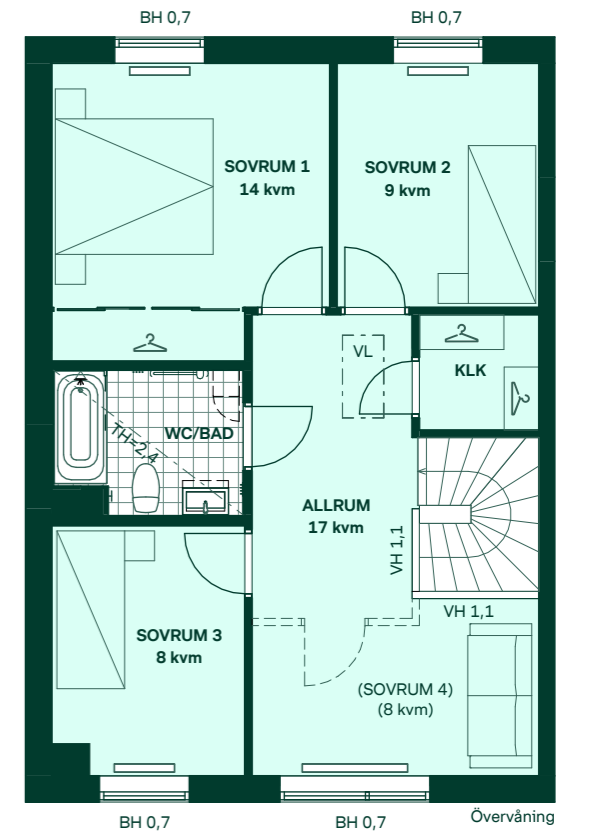 BH 0,7
BH 0,7
SOVRUM 1
14 kvm
SOVRUM 2
9 kvm
VL
KLK
WC/BAD
TH=2,4
ALLRUM
17 kvm
VH 1,1
VH 1,1
SOVRUM 3
8 kvm
(SOVRUM 4)
(8 kvm)
BH 0,7
BH 0,7
Övervåning